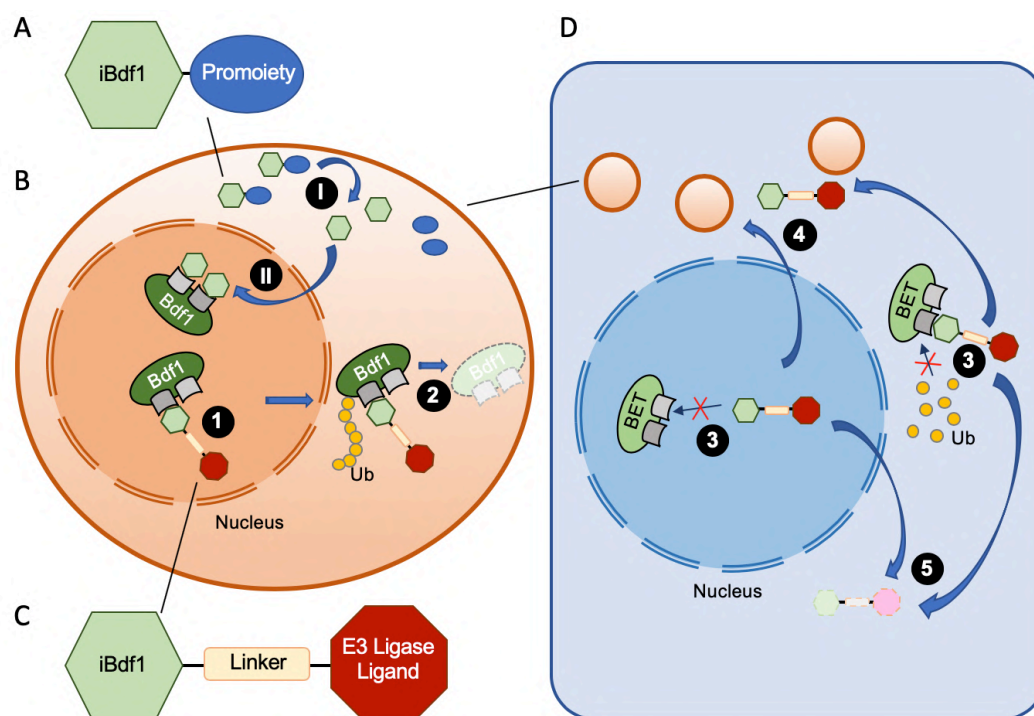 A
iBdf1
Promoiety
B
I
II
Bdf1
Bdf1
1
Bdf1
2
Bdf1
Ub
Nucleus
C
iBdf1
Linker
E3 Ligase
Ligand
D
4
BET
3
Ub
BET
3
5
Nucleus